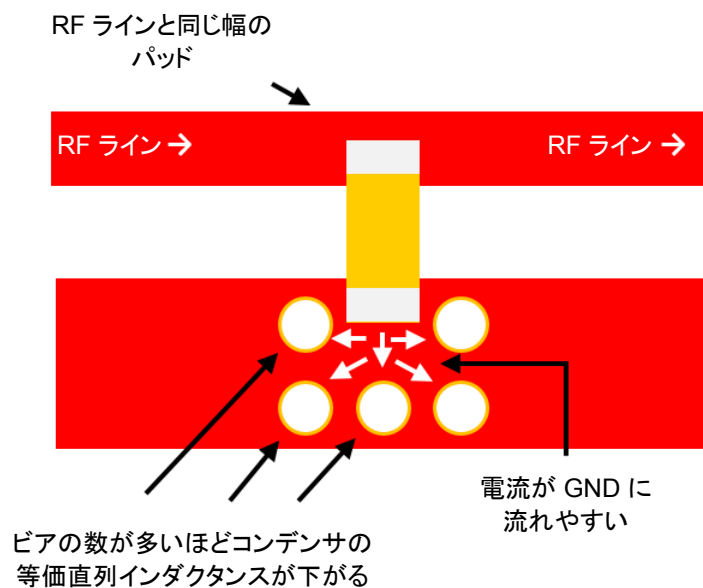 RF ラインと同じ幅の
パッド
RF ライン→
RF ライン→
電流が GND に
流れやすい
ビアの数が多いほどコンデンサの
等価直列インダクタンスが下がる